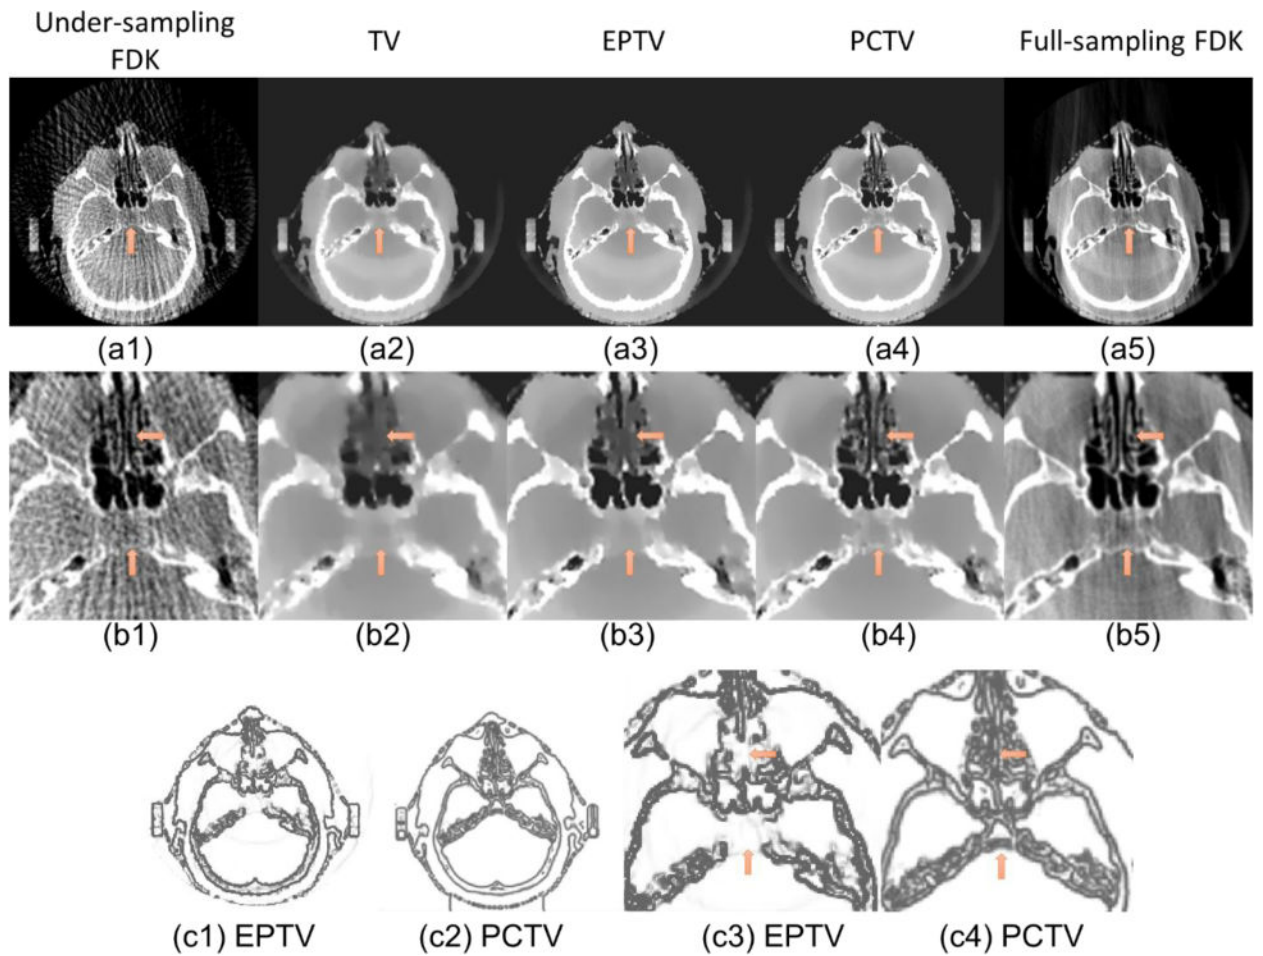 Under-sampling FDK TV EPTV PCTV Full-sampling FDK
(a1) (a2) (a3) (a4) (a5)
(b1) (b2) (b3) (b4) (b5)
(c1) EPTV (c2) PCTV (c3) EPTV (c4) PCTV